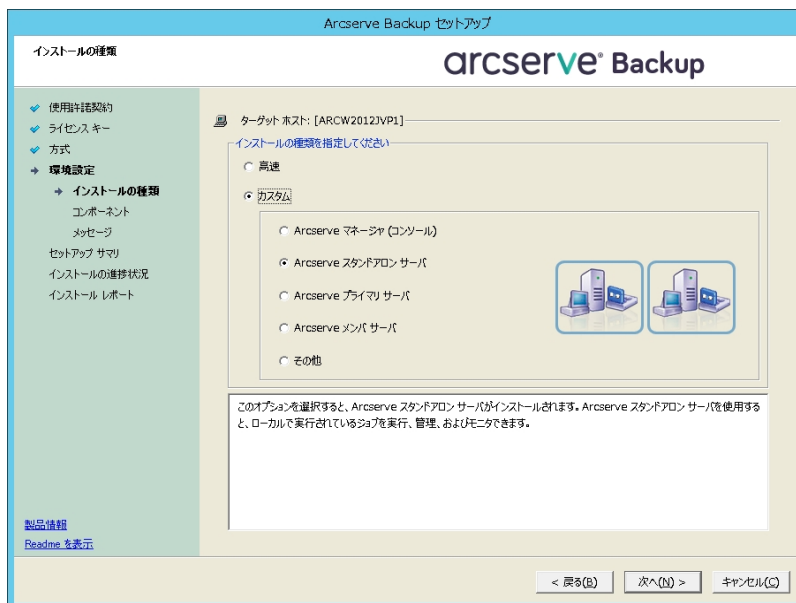 Arcserve Backup セットアップ
インストールの種類
arcserve® Backup
使用許諾契約
ライセンス キー
方式
環境設定
インストールの種類
コンポーネント
メッセージ
セットアップ サマリ
インストールの進捗状況
インストール レポート
製品情報
Readme を表示
ターゲット ホスト: [ARCW2012JVP1]
インストールの種類を指定してください
高速
カスタム
Arcserve マネージャ (コンソール)
Arcserve スタンドアロン サーバ
Arcserve プライマリ サーバ
Arcserve メンバ サーバ
その他
このオプションを選択すると、Arcserve スタンドアロン サーバがインストールされます。Arcserve スタンドアロン サーバを使用する
と、ローカルで実行されているジョブを実行、管理、およびモニタできます。
< 戻る(B)
次へ(N) >
キャンセル(C)